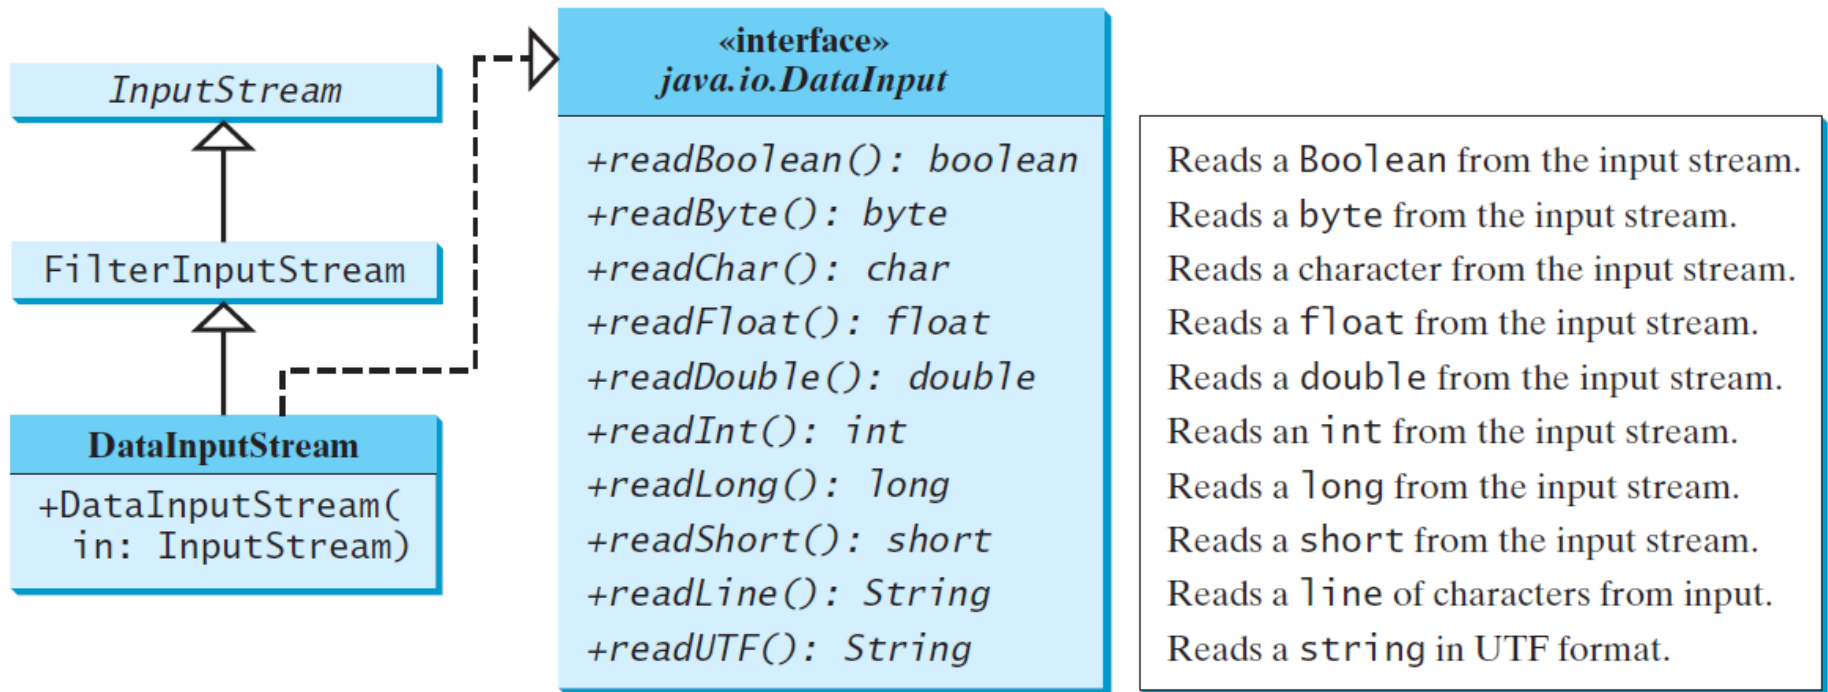 InputStream
FilterInputStream
DataInputStream
+DataInputStream(
in: InputStream)
«interface»
java.io.DataInput
+readBoolean(): boolean
+readByte(): byte
+readChar(): char
+readFloat(): float
+readDouble(): double
+readInt(): int
+readLong(): long
+readShort(): short
+readLine(): String
+readUTF(): String
Reads a Boolean from the input stream.
Reads a byte from the input stream.
Reads a character from the input stream.
Reads a float from the input stream.
Reads a double from the input stream.
Reads an int from the input stream.
Reads a long from the input stream.
Reads a short from the input stream.
Reads a line of characters from input.
Reads a string in UTF format.